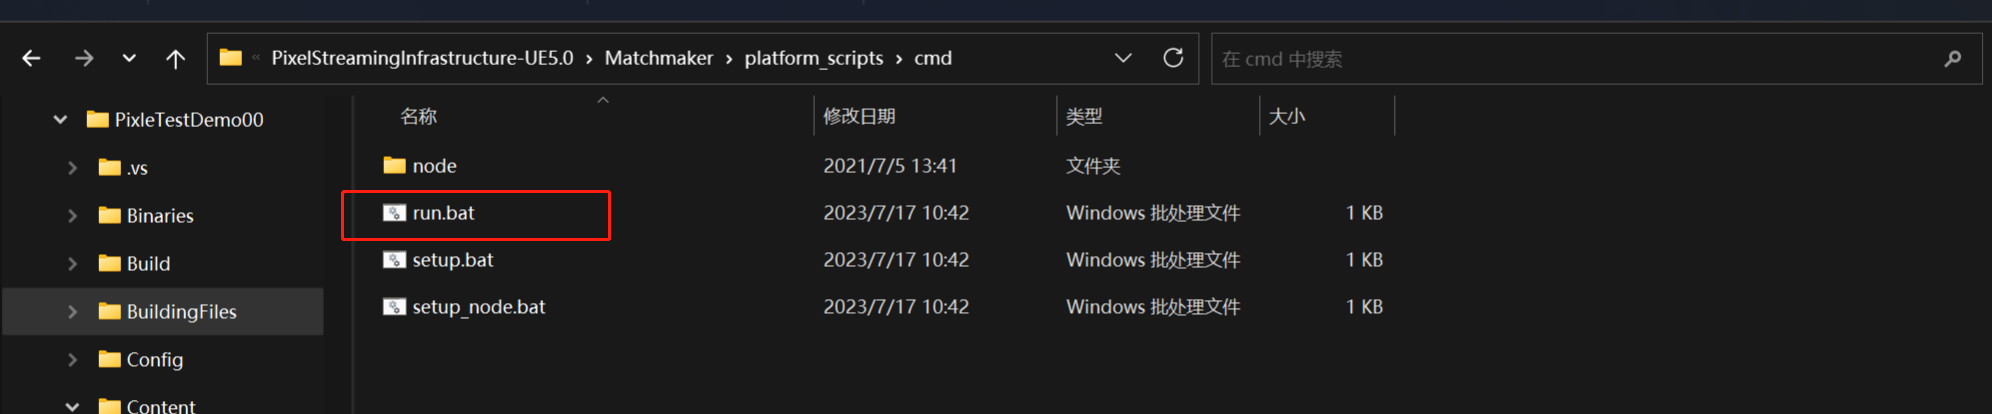 « PixelStreamingInfrastructure-UE5.0 › Matchmaker › platform_scripts › cmd
在 cmd 中搜索
PixleTestDemo00
.vs
Binaries
Build
BuildingFiles
Config
Content
名称 修改日期 类型 大小
node 2021/7/5 13:41 文件夹
run.bat 2023/7/17 10:42 Windows 批处理文件 1 KB
setup.bat 2023/7/17 10:42 Windows 批处理文件 1 KB
setup_node.bat 2023/7/17 10:42 Windows 批处理文件 1 KB